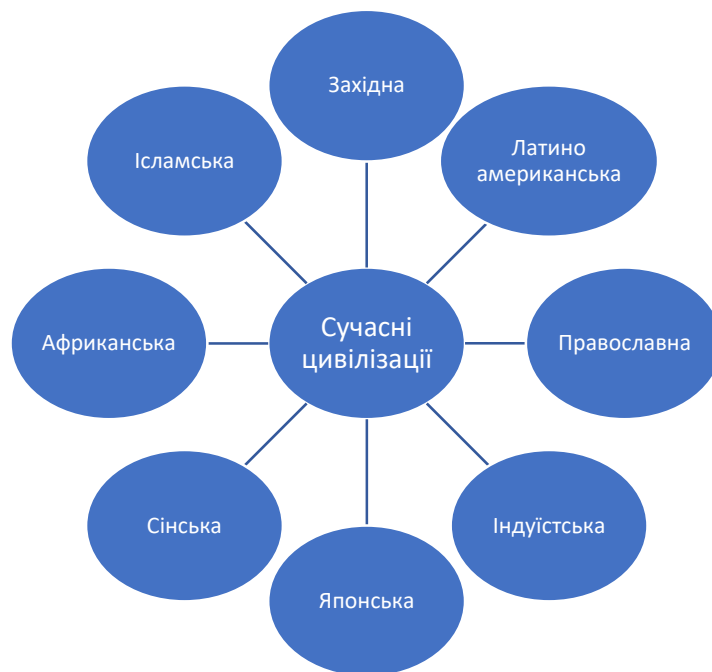 Західна
Латино
американська
Православна
Індуїстська
Японська
Сінська
Африканська
Ісламська
Сучасні
цивілізації